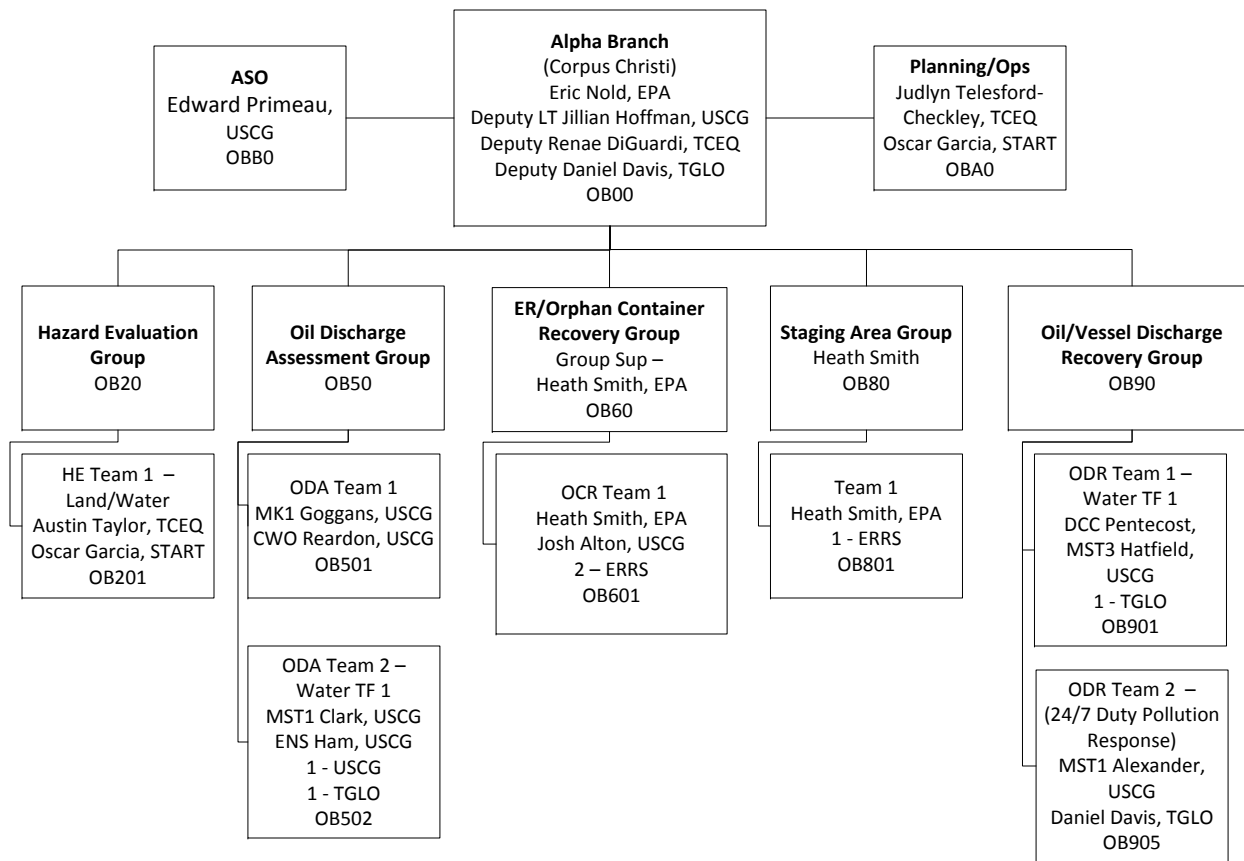 ASO
Edward Primeau,
USCG
OBB0
Alpha Branch
(Corpus Christi)
Eric Nold, EPA
Deputy LT Jillian Hoffman, USCG
Deputy Renae DiGuardi, TCEQ
Deputy Daniel Davis, TGLO
OB00
Planning/Ops
Judlyn Telesford-
Checkley, TCEQ
Oscar Garcia, START
OBA0
Hazard Evaluation
Group
OB20
Oil Discharge
Assessment Group
OB50
ER/Orphan Container
Recovery Group
Group Sup –
Heath Smith, EPA
OB60
Staging Area Group
Heath Smith
OB80
Oil/Vessel Discharge
Recovery Group
OB90
HE Team 1 –
Land/Water
Austin Taylor, TCEQ
Oscar Garcia, START
OB201
ODA Team 1
MK1 Goggans, USCG
CWO Reardon, USCG
OB501
OCR Team 1
Heath Smith, EPA
Josh Alton, USCG
2 – ERRS
OB601
Team 1
Heath Smith, EPA
1 - ERRS
OB801
ODR Team 1 –
Water TF 1
DCC Pentecost,
MST3 Hatfield,
USCG
1 - TGLO
OB901
ODA Team 2 –
Water TF 1
MST1 Clark, USCG
ENS Ham, USCG
1 - USCG
1 - TGLO
OB502
ODR Team 2 –
(24/7 Duty Pollution
Response)
MST1 Alexander,
USCG
Daniel Davis, TGLO
OB905